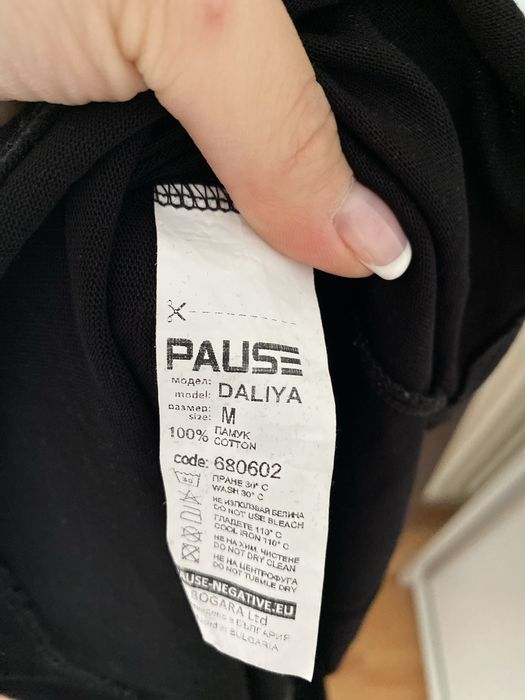 PAUSE
модел:
model: DALIYA
размер:
size: M
100% ПАМУК
COTTON
code: 680602
30
ПРАНЕ 30° C
WASH 30° C
НЕ ИЗПОЛЗВАЙ БЕЛИНА
DO NOT USE BLEACH
ГЛАДЕТЕ 110° C
COOL IRON 110° C
НЕ НА ХИМ. ЧИСТЕНЕ
DO NOT DRY CLEAN
НЕ НА ЦЕНТРОФУГА
DO NOT TUMBLE DRY
PAUSE-NEGATIVE.EU
BOGARA Ltd
в БЪЛГАРИЯ
in BULGARIA